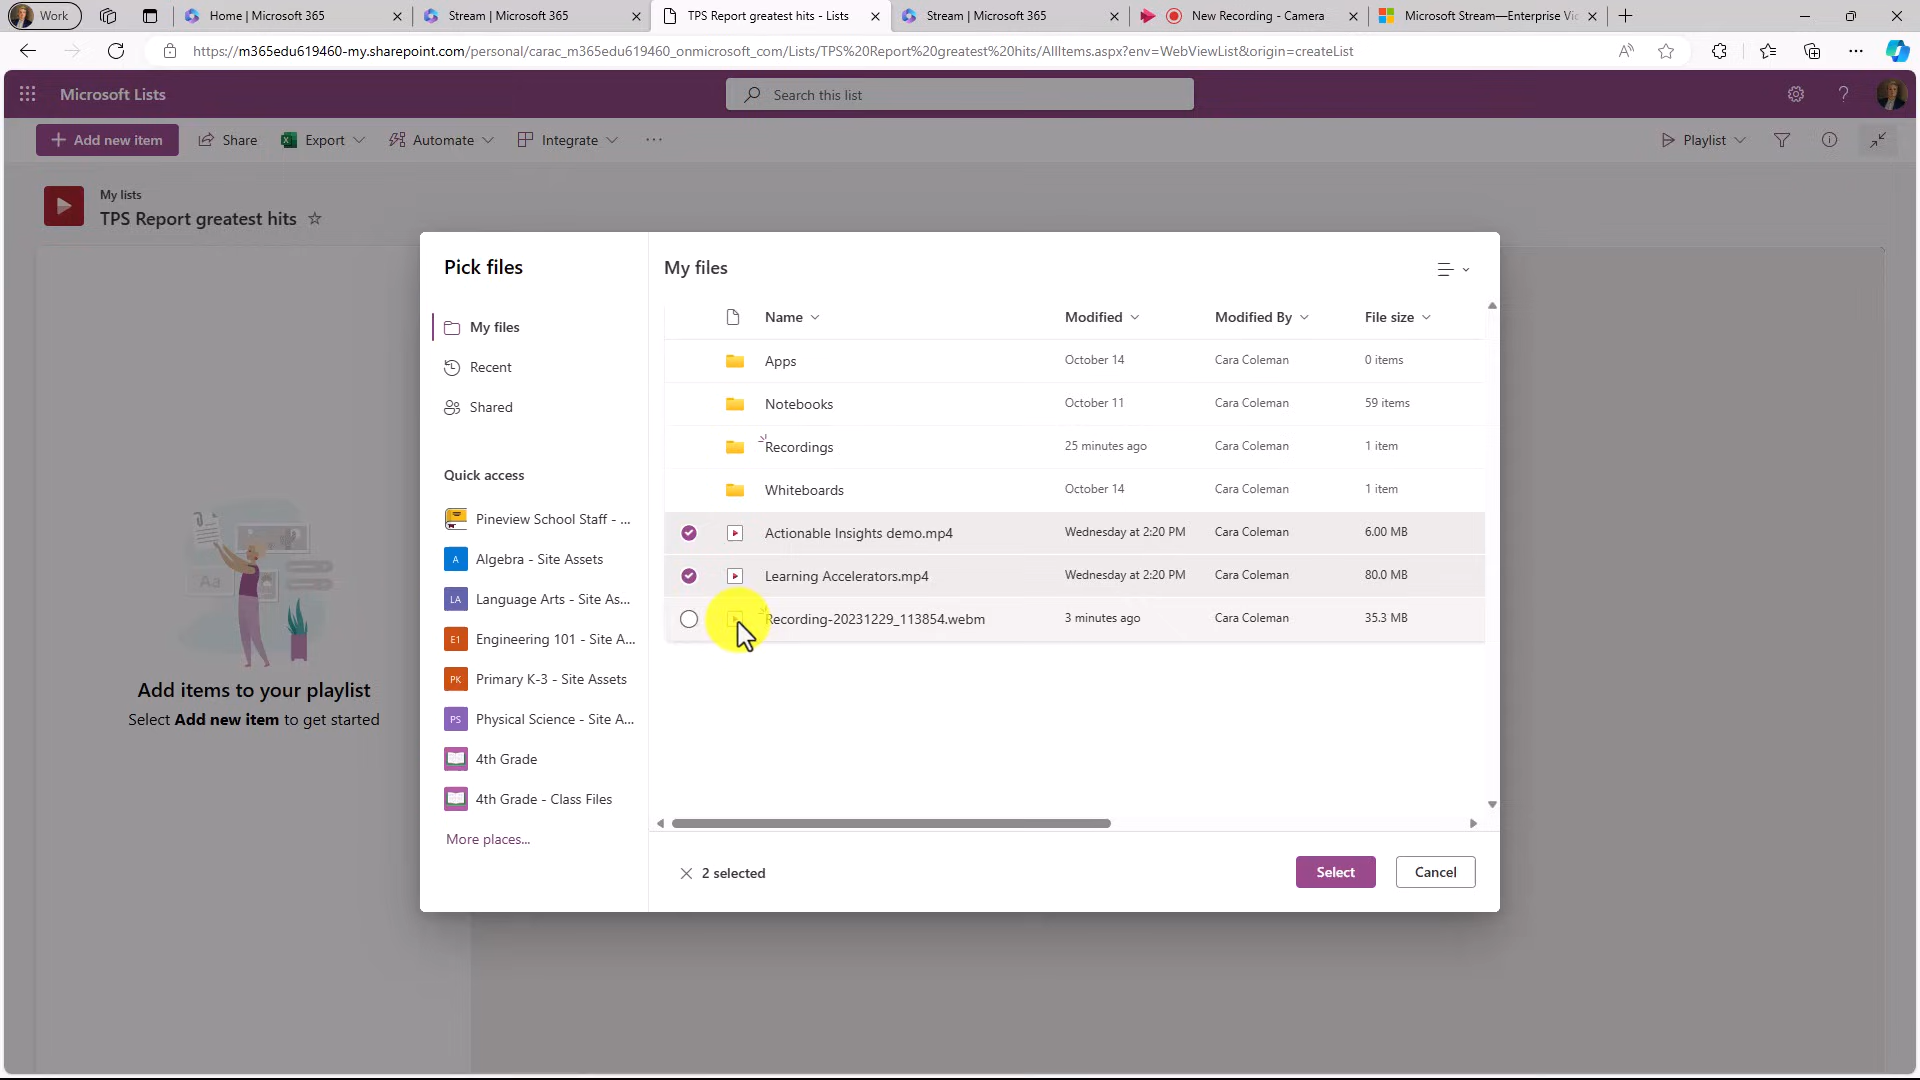 Work
Home | Microsoft 365
Stream | Microsoft 365
TPS Report greatest hits - Lists
Stream | Microsoft 365
New Recording - Camera
Microsoft Stream—Enterprise Vic
https://m365edu619460-my.sharepoint.com/personal/carac_m365edu619460_onmicrosoft_com/Lists/TPS%20Report%20greatest%20hits/AllItems.aspx?env=WebViewList&origin=createList
Microsoft Lists
Search this list
Add new item
Share
Export
Automate
Integrate
Playlist
My lists
TPS Report greatest hits
Aa
Add items to your playlist
Select Add new item to get started
Pick files
My files
Recent
Shared
Quick access
Pineview School Staff - ...
A Algebra - Site Assets
LA Language Arts - Site As...
E1 Engineering 101 - Site A...
PK Primary K-3 - Site Assets
PS Physical Science - Site A...
4th Grade
4th Grade - Class Files
More places...
My files
Name Modified Modified By File size
Apps October 14 Cara Coleman 0 items
Notebooks October 11 Cara Coleman 59 items
Recordings 25 minutes ago Cara Coleman 1 item
Whiteboards October 14 Cara Coleman 1 item
Actionable Insights demo.mp4 Wednesday at 2:20 PM Cara Coleman 6.00 MB
Learning Accelerators.mp4 Wednesday at 2:20 PM Cara Coleman 80.0 MB
Recording-20231229_113854.webm 3 minutes ago Cara Coleman 35.3 MB
2 selected
Select
Cancel